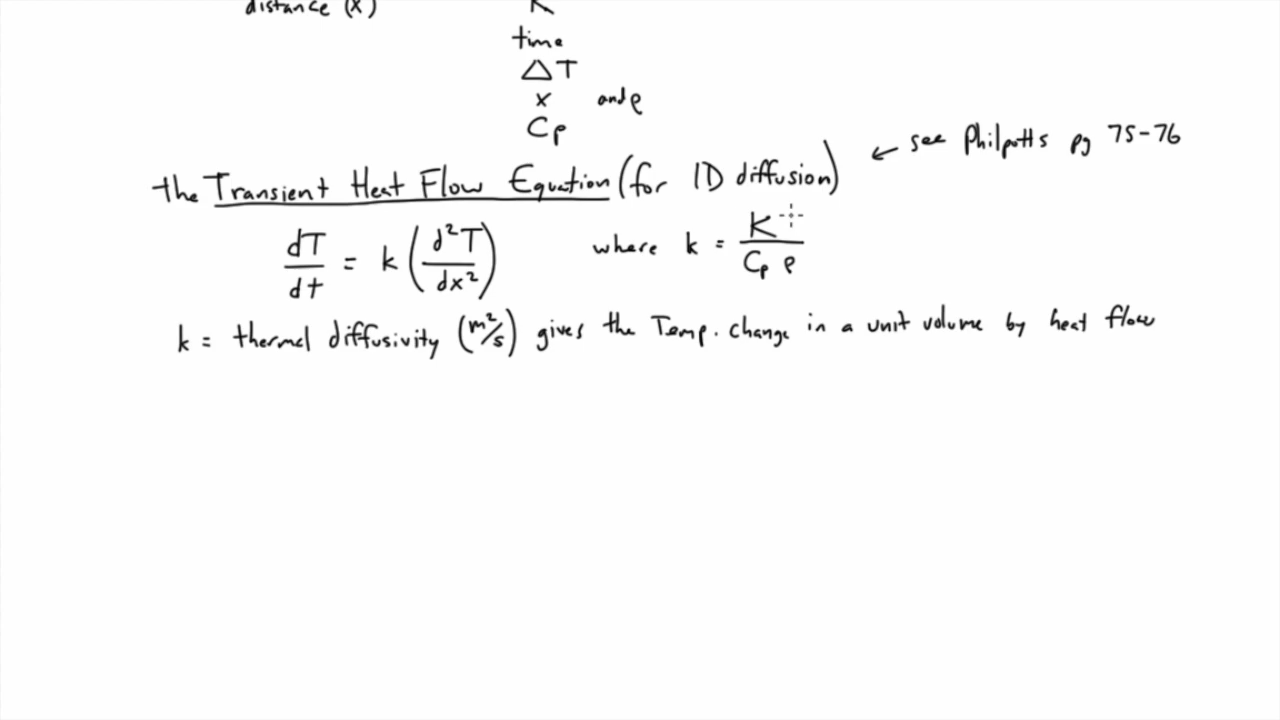 distance (x) K
time
ΔT
x and ρ
Cp
← see Philpotts pg 75-76
the Transient Heat Flow Equation (for 1D diffusion)
dT/dt = k (d²T/dx²) where k = K/(Cp ρ)
k = thermal diffusivity (m²/s) gives the Temp. change in a unit volume by heat flow